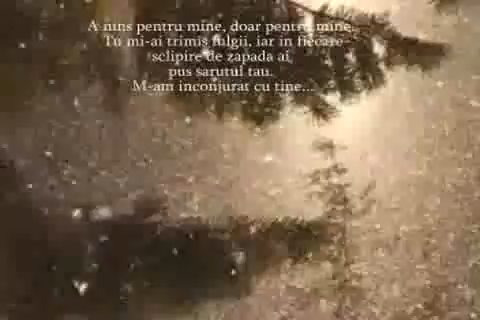 A nins pentru mine, doar pentru mine.
Tu mi-ai trimis fulgii, iar in fiecare
sclipire de zapada ai
pus sarutul tau.
M-am inconjurat cu tine...